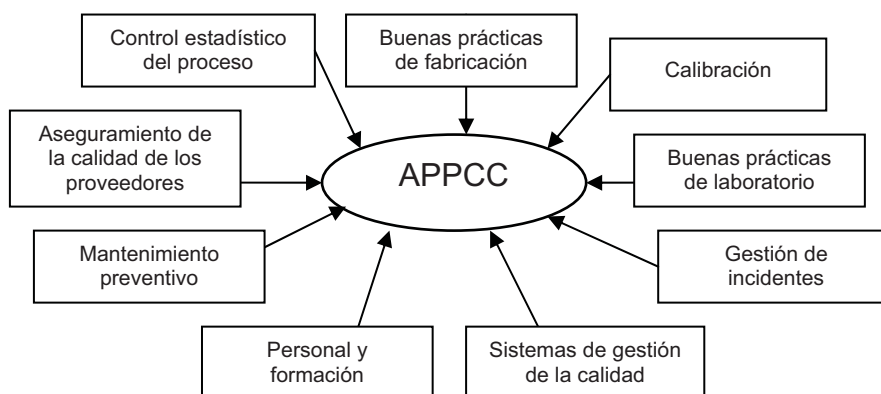 Control estadístico
del proceso
Buenas prácticas
de fabricación
Calibración
Aseguramiento de
la calidad de los
proveedores
APPCC
Buenas prácticas
de laboratorio
Mantenimiento
preventivo
Gestión de
incidentes
Personal y
formación
Sistemas de gestión
de la calidad